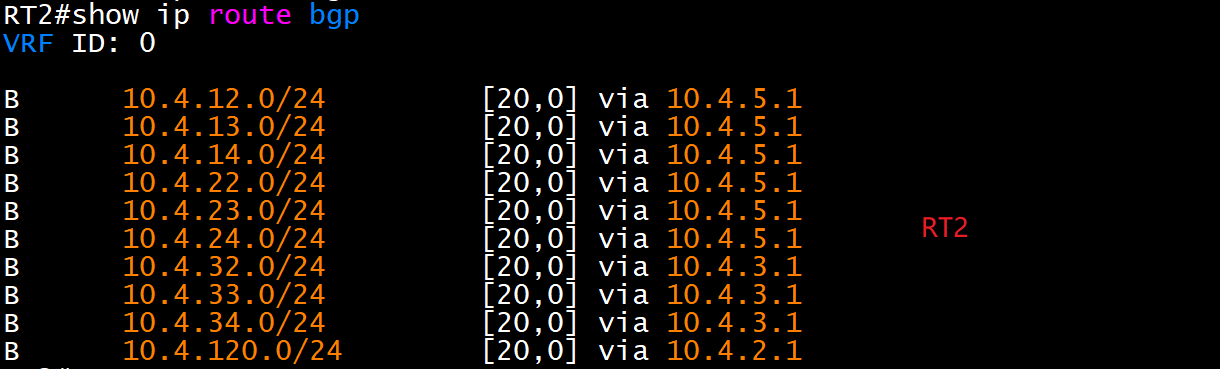 RT2#show ip route bgp
VRF ID: 0
B 10.4.12.0/24 [20,0] via 10.4.5.1
B 10.4.13.0/24 [20,0] via 10.4.5.1
B 10.4.14.0/24 [20,0] via 10.4.5.1
B 10.4.22.0/24 [20,0] via 10.4.5.1
B 10.4.23.0/24 [20,0] via 10.4.5.1
B 10.4.24.0/24 [20,0] via 10.4.5.1
B 10.4.32.0/24 [20,0] via 10.4.3.1
B 10.4.33.0/24 [20,0] via 10.4.3.1
B 10.4.34.0/24 [20,0] via 10.4.3.1
B 10.4.120.0/24 [20,0] via 10.4.2.1
RT2